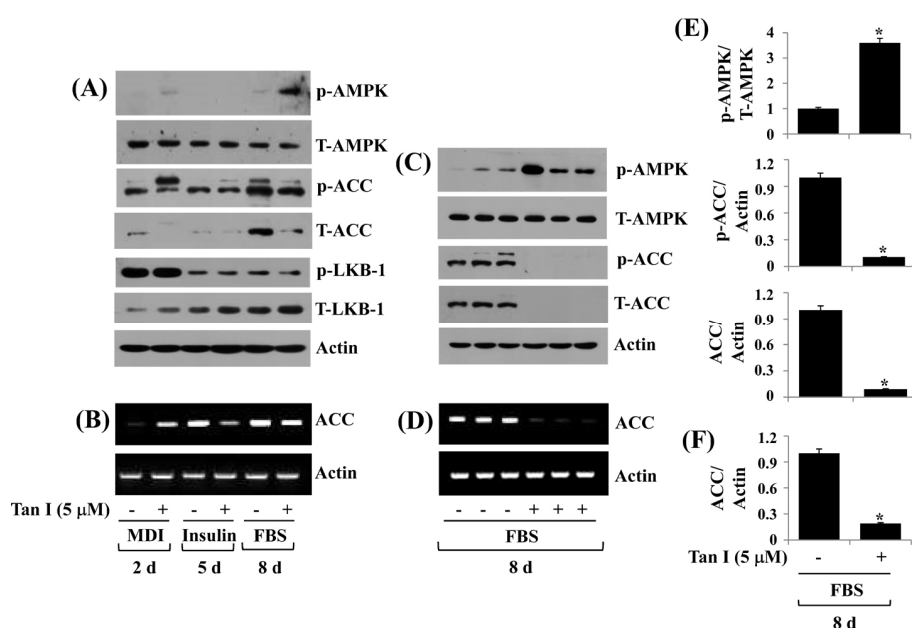 (A)
p-AMPK
T-AMPK
p-ACC
T-ACC
p-LKB-1
T-LKB-1
Actin
(B)
ACC
Actin
Tan I (5 μM) - + - + - +
MDI Insulin FBS
2 d 5 d 8 d
(C)
p-AMPK
T-AMPK
p-ACC
T-ACC
Actin
(D)
ACC
Actin
- - - + + +
FBS
8 d
(E)
p-AMPK/
T-AMPK
4
3
2
1
0
*
p-ACC/
Actin
1.2
0.9
0.6
0.3
0
*
ACC/
Actin
1.2
0.9
0.6
0.3
0
*
(F)
ACC/
Actin
1.2
0.9
0.6
0.3
0
*
Tan I (5 μM) - +
FBS
8 d